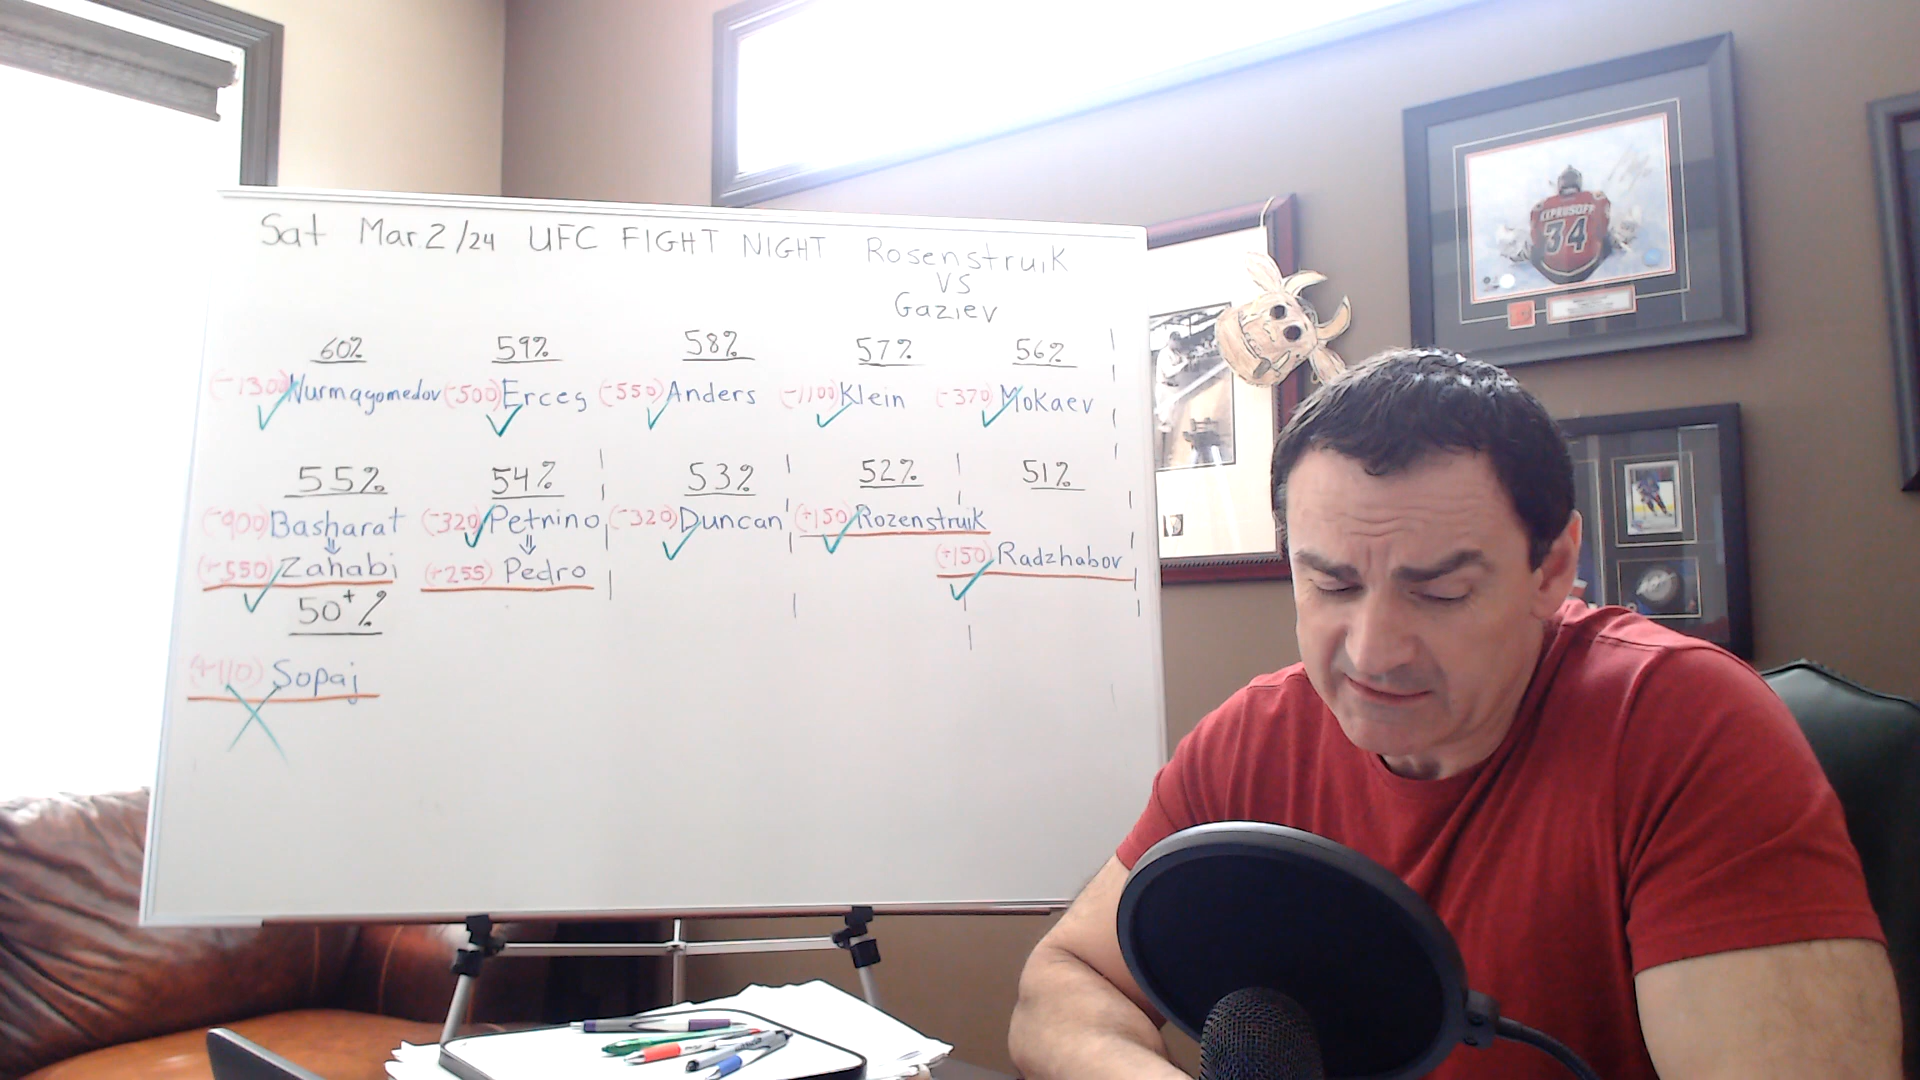 Sat Mar.2/24 UFC FIGHT NIGHT Rosenstruik
vs
Gaziev
60% 59% 58% 57% 56%
(-1300) Nurmagomedov (-500) Erceg (-550) Anders (-1100) Klein (-370) Mokaev
55% 54% 53% 52% 51%
(-900) Basharat (-320) Petrino (-320) Duncan (+150) Rozenstruik
(+550) Zahabi (+255) Pedro (+150) Radzhabov
50+%
(+110) Sopaj
KIPRUSOFF
34